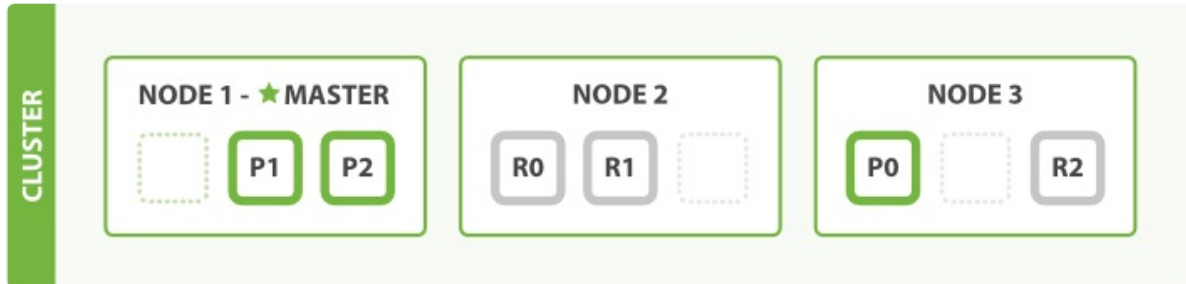 CLUSTER
NODE 1 - ★ MASTER
P1 P2
NODE 2
R0 R1
NODE 3
P0 R2